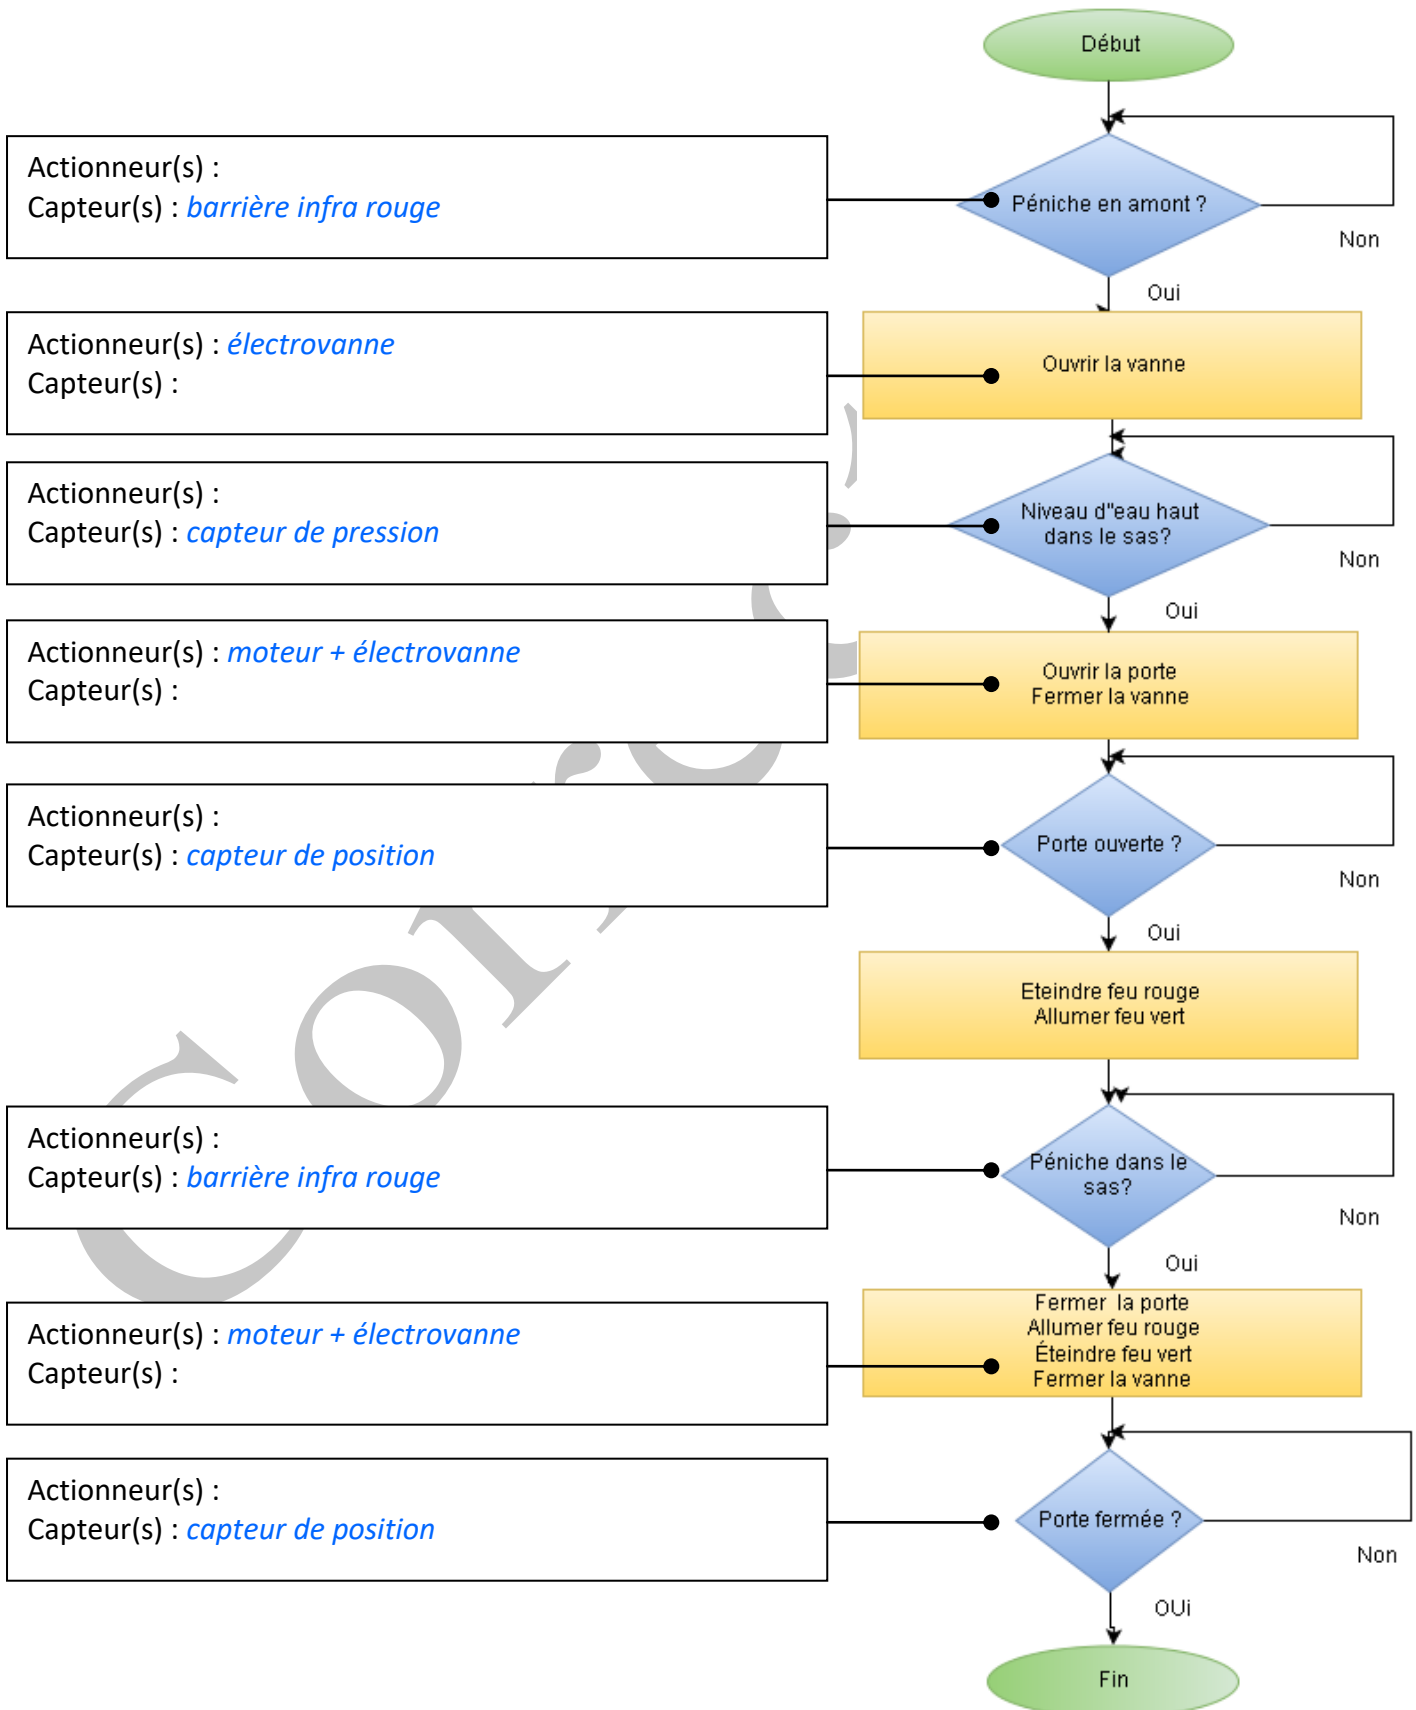 Début
Actionneur(s) :
Capteur(s) : barrière infra rouge
Péniche en amont ?
Non
Oui
Actionneur(s) : électrovanne
Capteur(s) :
Ouvrir la vanne
Actionneur(s) :
Capteur(s) : capteur de pression
Niveau d"eau haut
dans le sas?
Non
Oui
Actionneur(s) : moteur + électrovanne
Capteur(s) :
Ouvrir la porte
Fermer la vanne
Actionneur(s) :
Capteur(s) : capteur de position
Porte ouverte ?
Non
Oui
Eteindre feu rouge
Allumer feu vert
Actionneur(s) :
Capteur(s) : barrière infra rouge
Péniche dans le
sas?
Non
Oui
Actionneur(s) : moteur + électrovanne
Capteur(s) :
Fermer la porte
Allumer feu rouge
Éteindre feu vert
Fermer la vanne
Actionneur(s) :
Capteur(s) : capteur de position
Porte fermée ?
Non
OUi
Fin